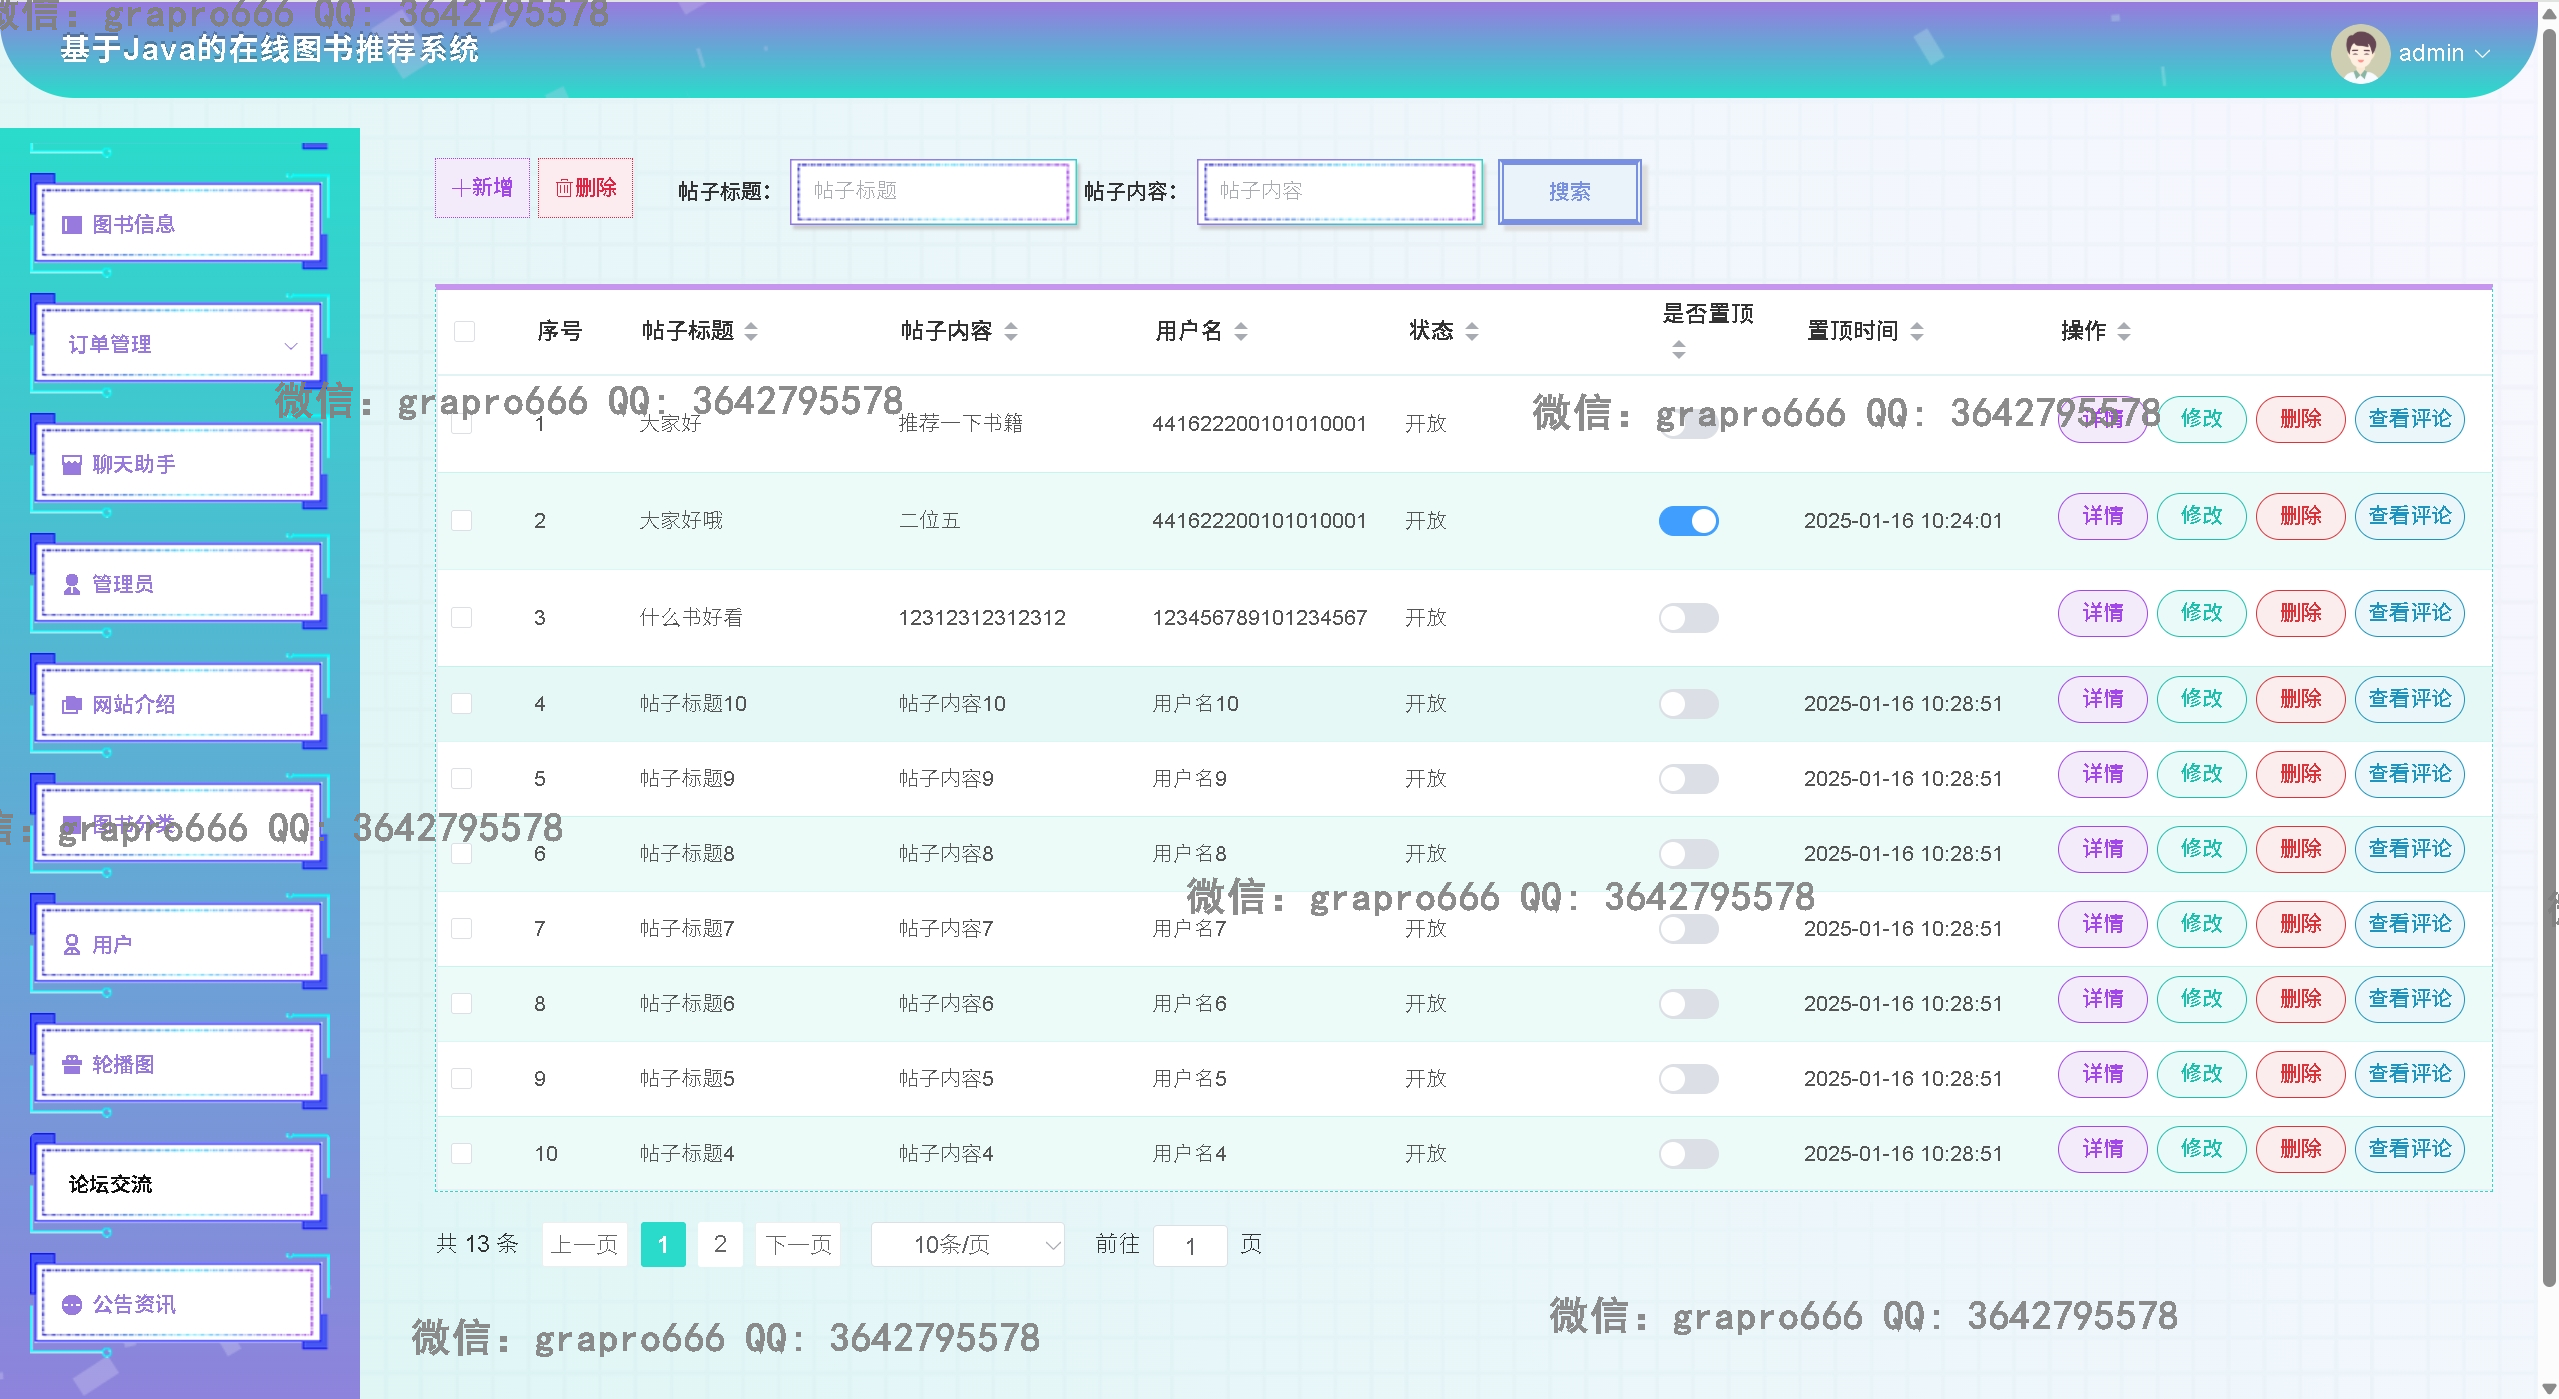 微信: grapro666 QQ: 3642795578
基于Java的在线图书推荐系统
admin
图书信息
订单管理
聊天助手
管理员
网站介绍
图书分类
用户
轮播图
论坛交流
公告资讯
新增 删除 帖子标题： 帖子标题 帖子内容： 帖子内容 搜索
序号 帖子标题 帖子内容 用户名 状态 是否置顶 置顶时间 操作
微信: grapro666 QQ: 3642795578
微信: grapro666 QQ: 3642795578
1 大家好 推荐一下书籍 441622200101010001 开放 详情 修改 删除 查看评论
2 大家好哦 二位五 441622200101010001 开放 2025-01-16 10:24:01 详情 修改 删除 查看评论
3 什么书好看 12312312312312 123456789101234567 开放 详情 修改 删除 查看评论
4 帖子标题10 帖子内容10 用户名10 开放 2025-01-16 10:28:51 详情 修改 删除 查看评论
5 帖子标题9 帖子内容9 用户名9 开放 2025-01-16 10:28:51 详情 修改 删除 查看评论
信: grapro666 QQ: 3642795578
6 帖子标题8 帖子内容8 用户名8 开放 2025-01-16 10:28:51 详情 修改 删除 查看评论
微信: grapro666 QQ: 3642795578
7 帖子标题7 帖子内容7 用户名7 开放 2025-01-16 10:28:51 详情 修改 删除 查看评论
8 帖子标题6 帖子内容6 用户名6 开放 2025-01-16 10:28:51 详情 修改 删除 查看评论
9 帖子标题5 帖子内容5 用户名5 开放 2025-01-16 10:28:51 详情 修改 删除 查看评论
10 帖子标题4 帖子内容4 用户名4 开放 2025-01-16 10:28:51 详情 修改 删除 查看评论
共 13 条 上一页 1 2 下一页 10条/页 前往 1 页
微信: grapro666 QQ: 3642795578
微信: grapro666 QQ: 3642795578